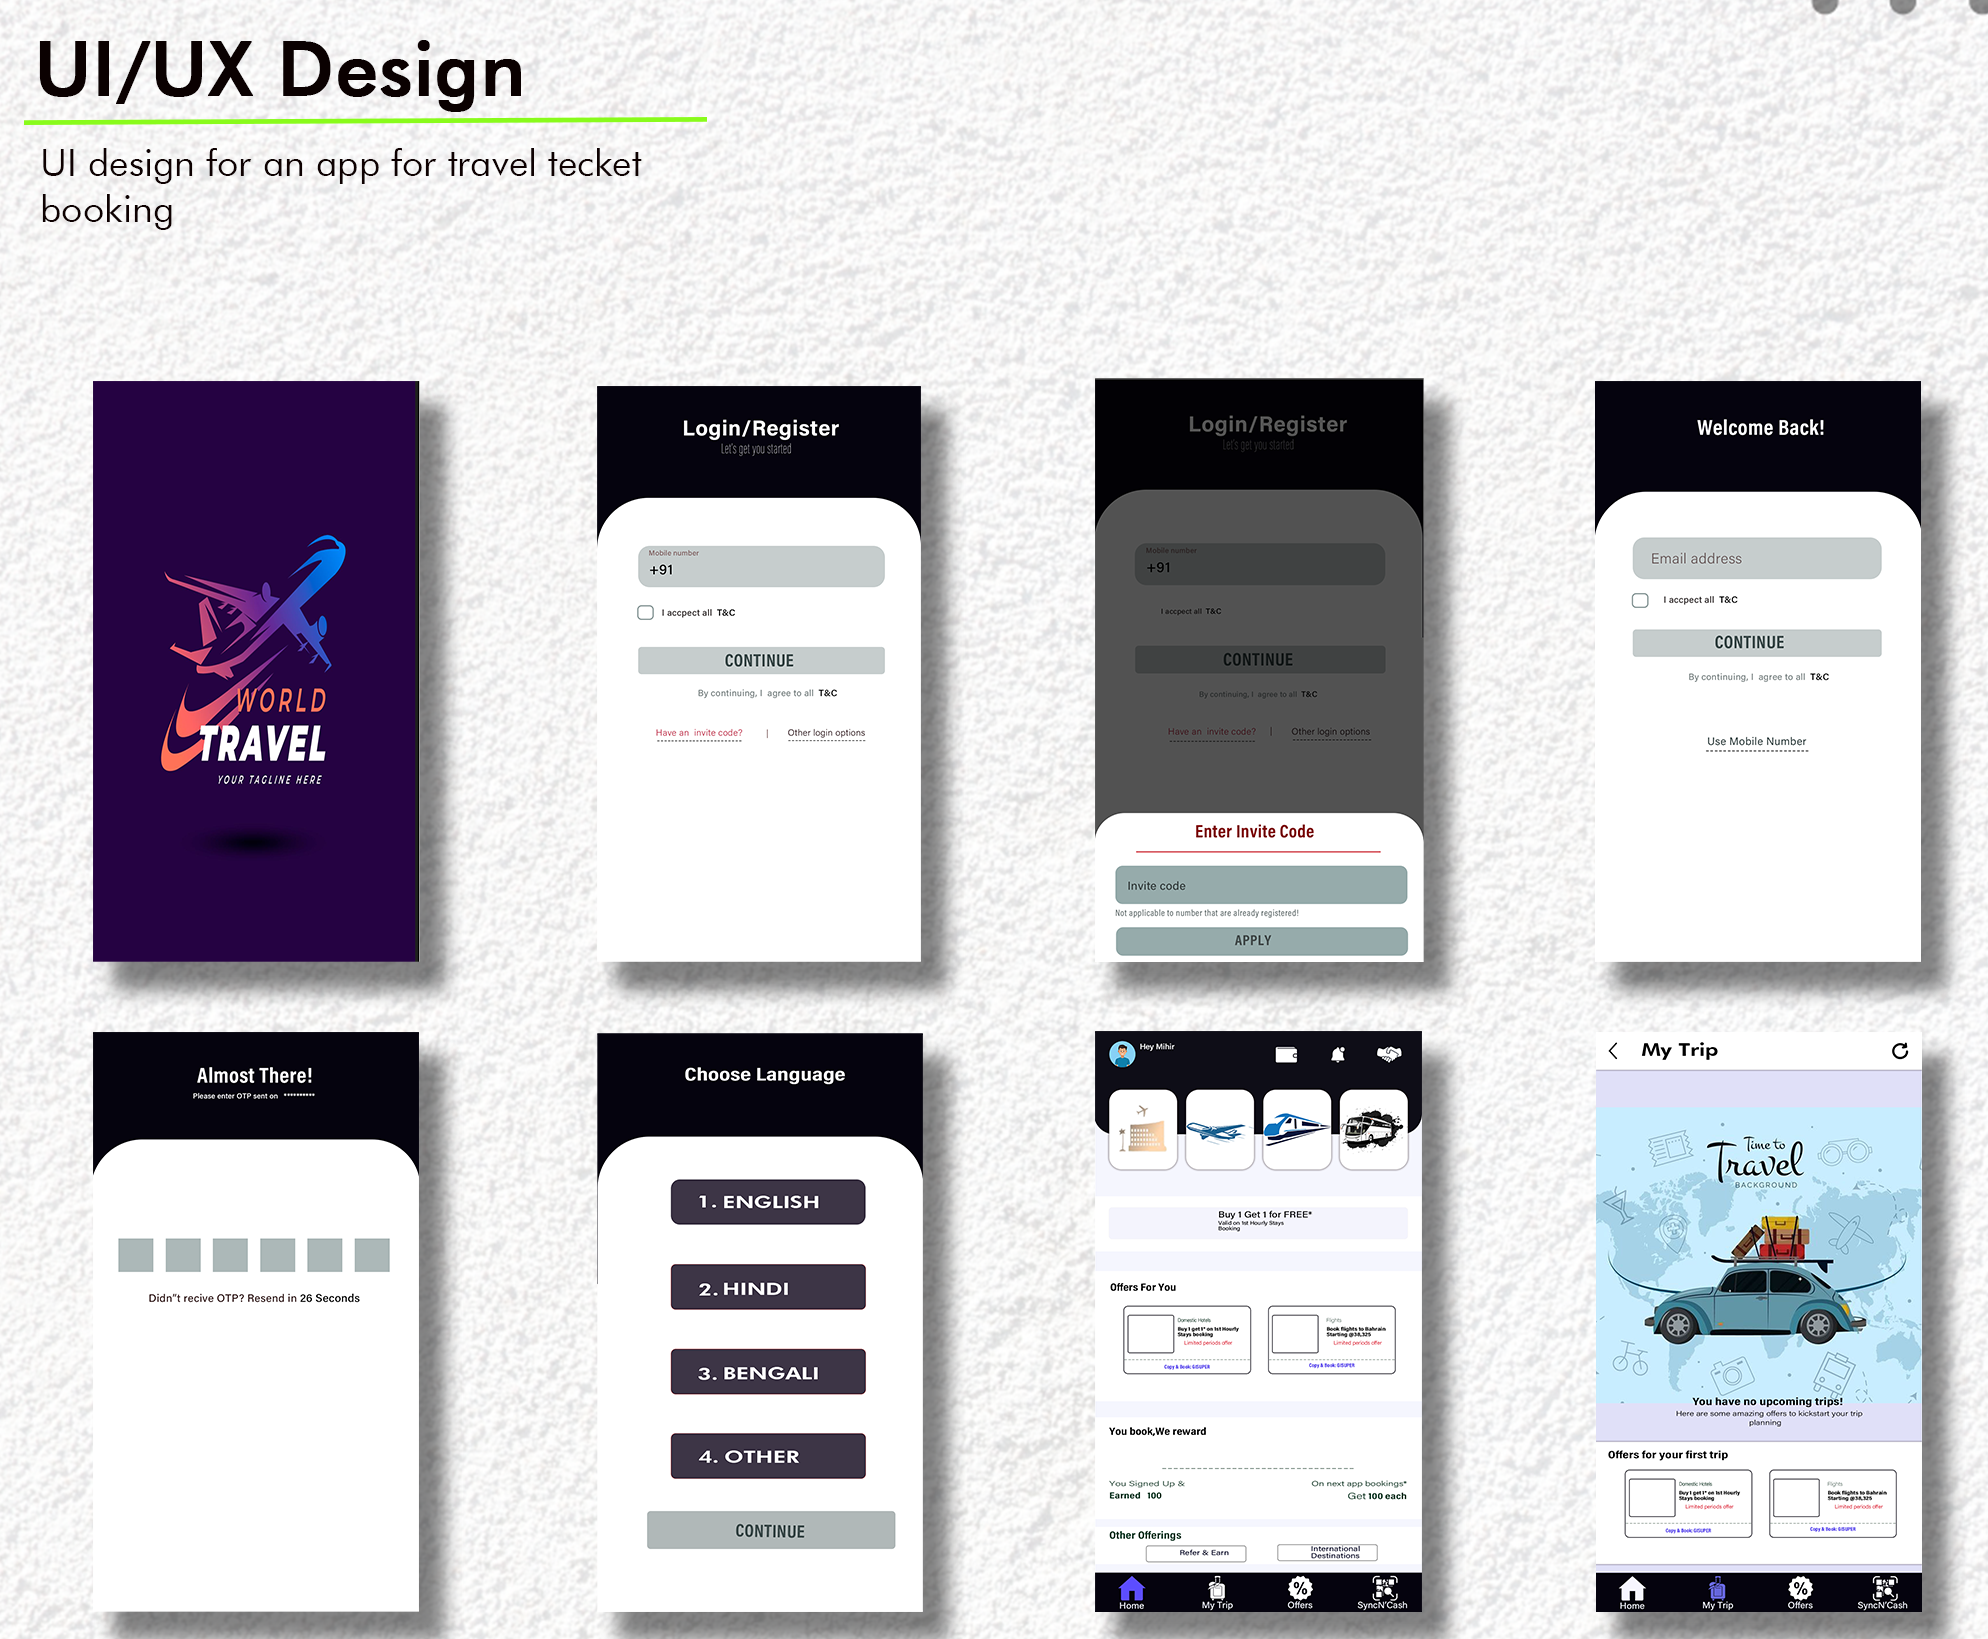 UI/UX Design
UI design for an app for travel tecket
booking
WORLD
TRAVEL
YOUR TAGLINE HERE
Login/Register
Let's get you started
Mobile number
+91
I accpect all T&C
CONTINUE
By continuing, I agree to all T&C
Have an invite code? | Other login options
Login/Register
Let's get you started
Mobile number
+91
I accpect all T&C
CONTINUE
By continuing, I agree to all T&C
Have an invite code? | Other login options
Enter Invite Code
Invite code
Not applicable to number that are already registered!
APPLY
Welcome Back!
Email address
I accpect all T&C
CONTINUE
By continuing, I agree to all T&C
Use Mobile Number
Almost There!
Please enter OTP sent on **********
Didn"t recive OTP? Resend in 26 Seconds
Choose Language
1. ENGLISH
2. HINDI
3. BENGALI
4. OTHER
CONTINUE
Hey Mihir
Buy 1 Get 1 for FREE*
Valid on 1st Hourly Stays
Booking
Offers For You
Domestic Hotels
Buy 1 get 1* on 1st Hourly
Stays booking
Limited periods offer
Copy & Book: GISUPER
Flights
Book flights to Bahrain
Starting @38,325
Limited periods offer
Copy & Book: GISUPER
You book,We reward
You Signed Up &
Earned 100
On next app bookings*
Get 100 each
Other Offerings
Refer & Earn
International
Destinations
Home
My Trip
Offers
SyncN'Cash
My Trip
Time to
Travel
BACKGROUND
You have no upcoming trips!
Here are some amazing offers to kickstart your trip
planning
Offers for your first trip
Domestic Hotels
Buy 1 get 1* on 1st Hourly
Stays booking
Limited periods offer
Copy & Book: GISUPER
Flights
Book flights to Bahrain
Starting @38,325
Limited periods offer
Copy & Book: GISUPER
Home
My Trip
Offers
SyncN'Cash